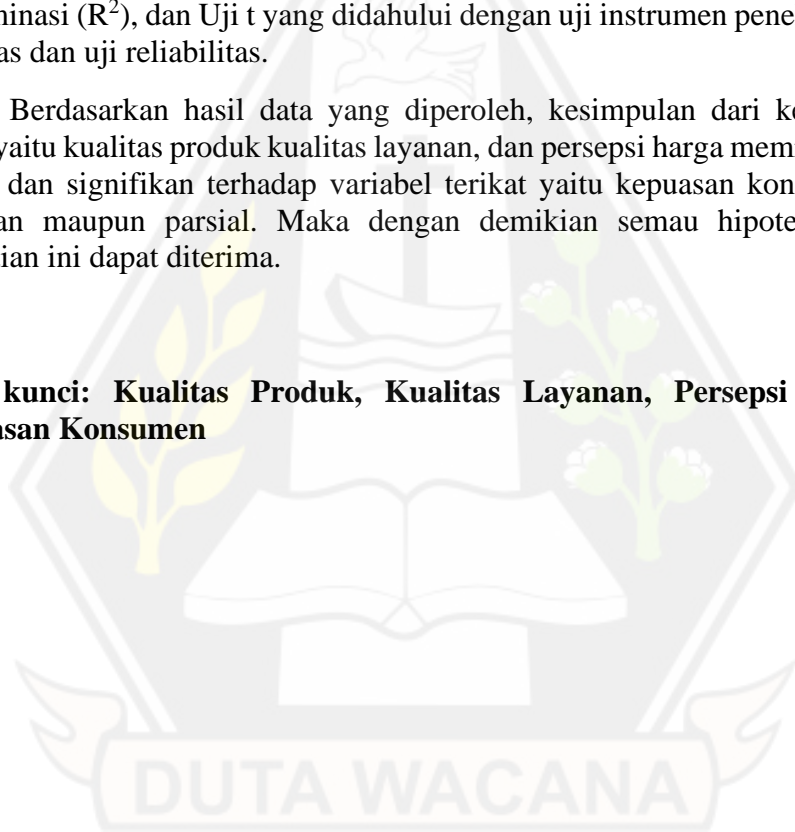 minasi (R²), dan Uji t yang didahului dengan uji instrumen pene
as dan uji reliabilitas.
Berdasarkan hasil data yang diperoleh, kesimpulan dari ke
yaitu kualitas produk kualitas layanan, dan persepsi harga mem
dan signifikan terhadap variabel terikat yaitu kepuasan kon
an maupun parsial. Maka dengan demikian semau hipote
ian ini dapat diterima.
kunci: Kualitas Produk, Kualitas Layanan, Persepsi
asan Konsumen
DUTA WACANA